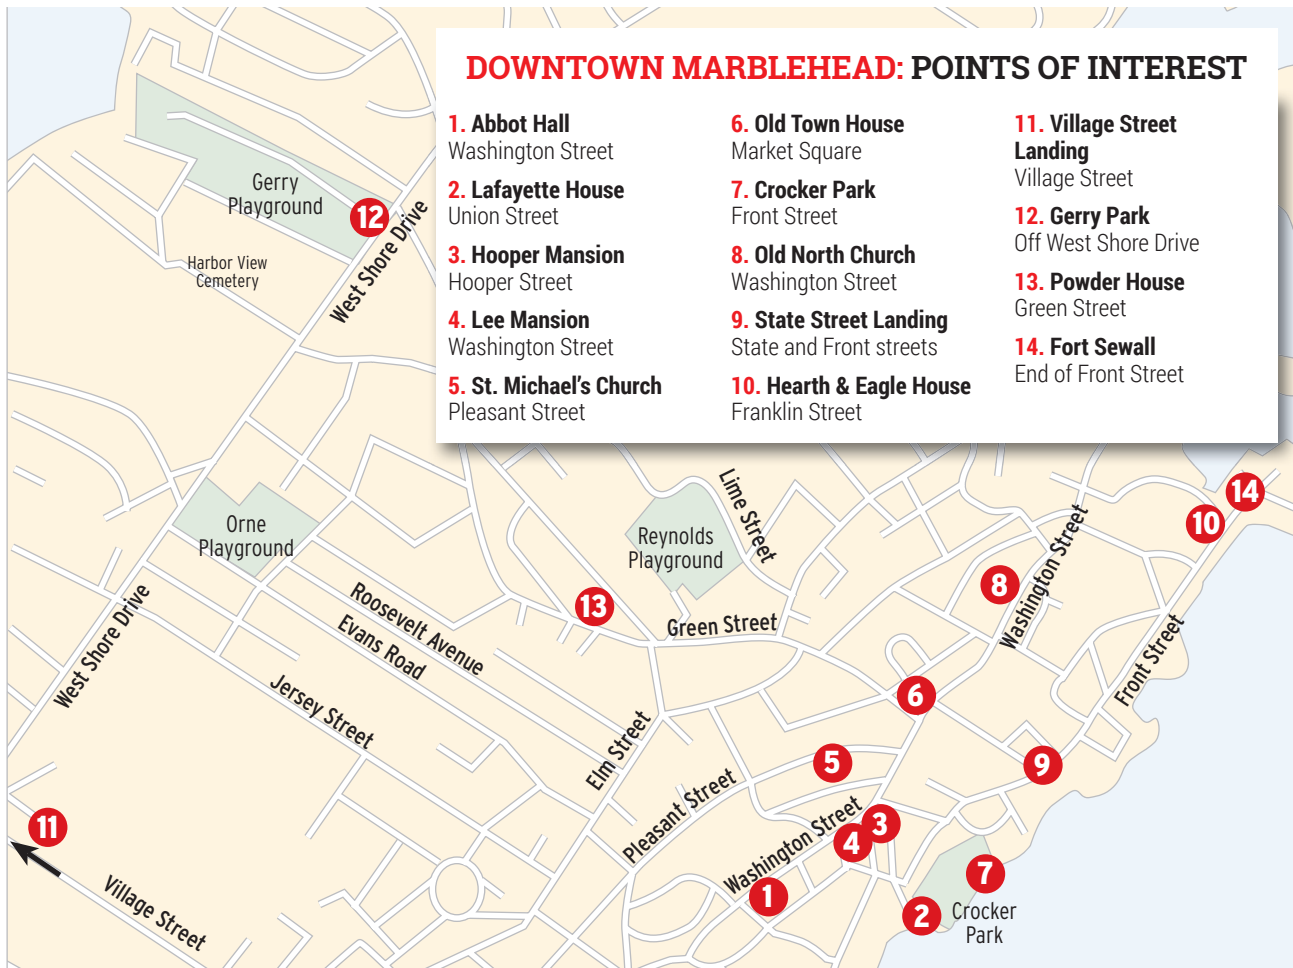 DOWNTOWN MARBLEHEAD: POINTS OF INTEREST
1. Abbot Hall
Washington Street
2. Lafayette House
Union Street
3. Hooper Mansion
Hooper Street
4. Lee Mansion
Washington Street
5. St. Michael's Church
Pleasant Street
6. Old Town House
Market Square
7. Crocker Park
Front Street
8. Old North Church
Washington Street
9. State Street Landing
State and Front streets
10. Hearth & Eagle House
Franklin Street
11. Village Street
Landing
Village Street
12. Gerry Park
Off West Shore Drive
13. Powder House
Green Street
14. Fort Sewall
End of Front Street
Gerry
Playground
12
West Shore Drive
Harbor View
Cemetery
Orne
Playground
Reynolds
Playground
Lime Street
14
10
Washington Street
8
13
Green Street
Roosevelt Avenue
Evans Road
Jersey Street
West Shore Drive
Front Street
6
Elm Street
5
9
Pleasant Street
Washington Street
3
4
11
Village Street
1
7
2
Crocker
Park